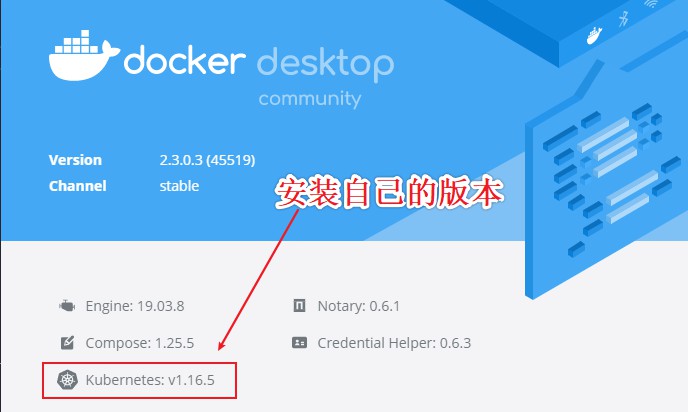 docker desktop
community
Version 2.3.0.3 (45519)
Channel stable
安装自己的版本
Engine: 19.03.8
Notary: 0.6.1
Compose: 1.25.5
Credential Helper: 0.6.3
Kubernetes: v1.16.5